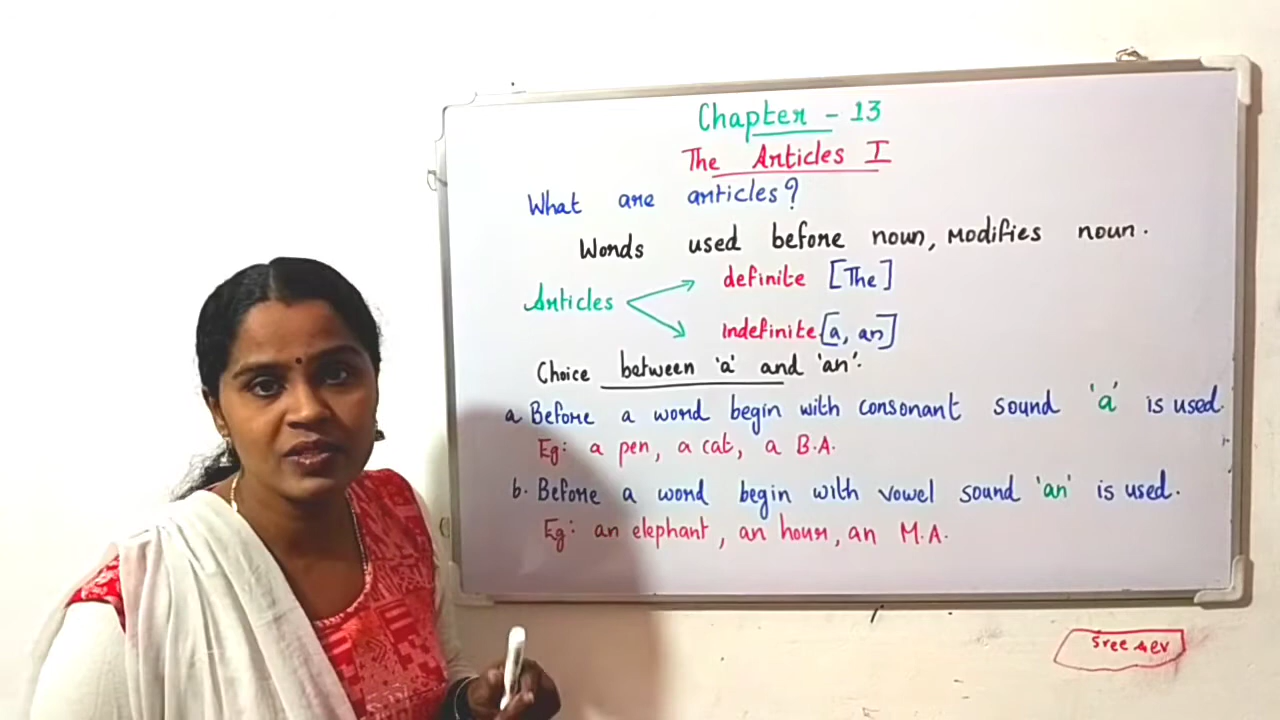 Chapter - 13
The Articles I
What are articles?
Words used before noun, Modifies noun.
Articles
definite [The]
Indefinite [a, an]
Choice between 'a' and 'an'.
a Before a word begin with consonant sound 'a' is used.
Eg: a pen, a cat, a B.A.
b. Before a word begin with vowel sound 'an' is used.
Eg: an elephant, an hour, an M.A.
Sree 4 ev